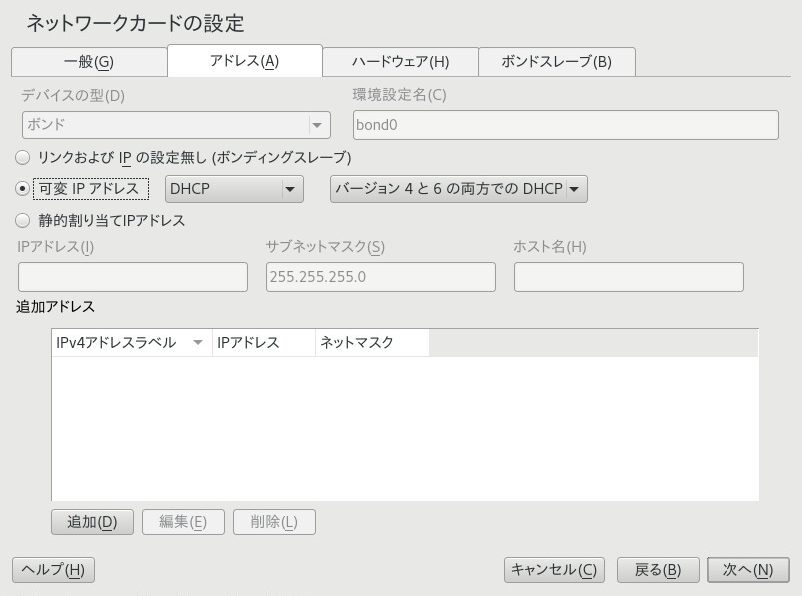 ネットワークカードの設定
一般(G) アドレス(A) ハードウェア(H) ボンドスレーブ(B)
デバイスの型(D) 環境設定名(C)
ボンド bond0
リンクおよび IP の設定無し (ボンディングスレーブ)
可変 IP アドレス DHCP バージョン 4 と 6 の両方での DHCP
静的割り当てIPアドレス
IPアドレス(I) サブネットマスク(S) ホスト名(H)
255.255.255.0
追加アドレス
IPv4アドレスラベル IPアドレス ネットマスク
追加(D) 編集(E) 削除(L)
ヘルプ(H) キャンセル(C) 戻る(B) 次へ(N)